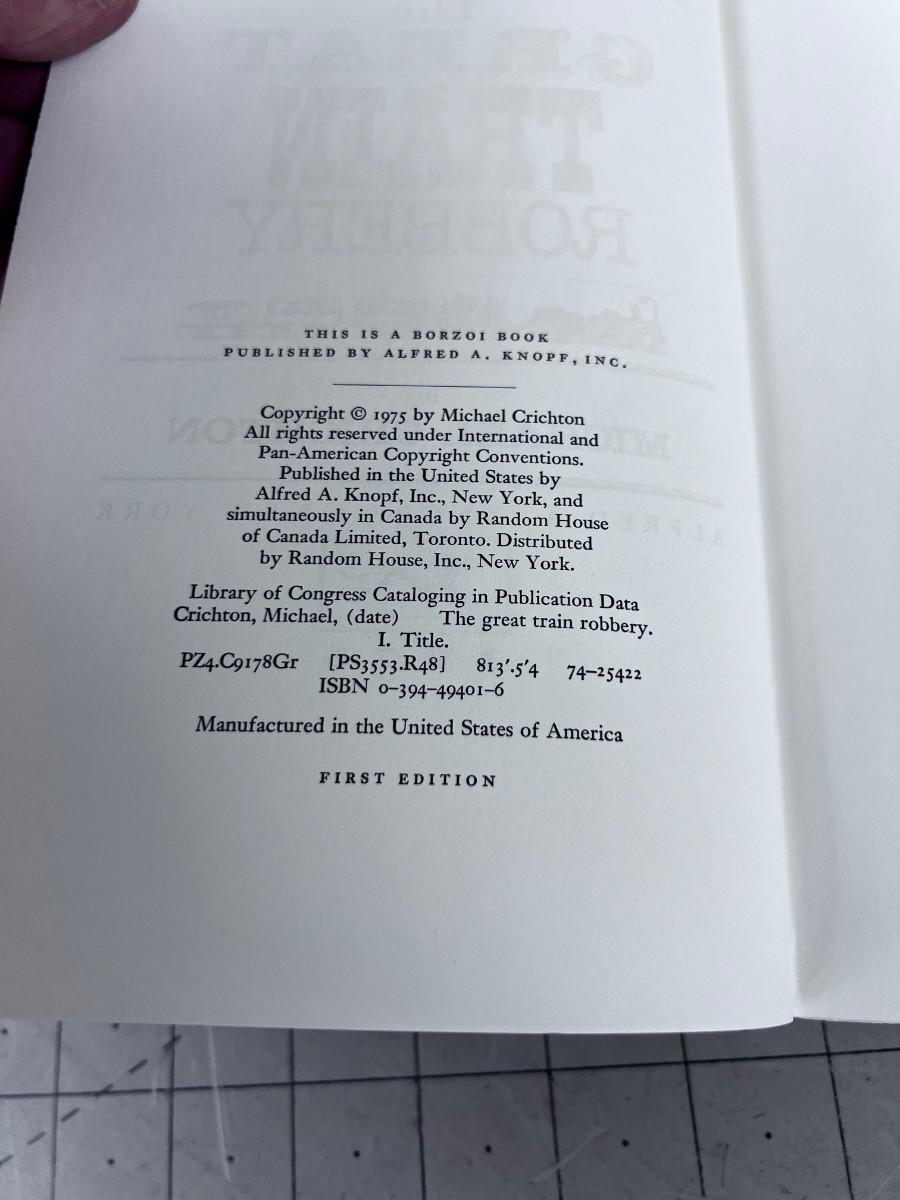 THIS IS A BORZOI BOOK
PUBLISHED BY ALFRED A. KNOPF, INC.
Copyright © 1975 by Michael Crichton
All rights reserved under International and
Pan-American Copyright Conventions.
Published in the United States by
Alfred A. Knopf, Inc., New York, and
simultaneously in Canada by Random House
of Canada Limited, Toronto. Distributed
by Random House, Inc., New York.
Library of Congress Cataloging in Publication Data
Crichton, Michael, (date) The great train robbery.
I. Title.
PZ4.C9178Gr [PS3553.R48] 813'.5'4 74–25422
ISBN 0–394–49401–6
Manufactured in the United States of America
FIRST EDITION